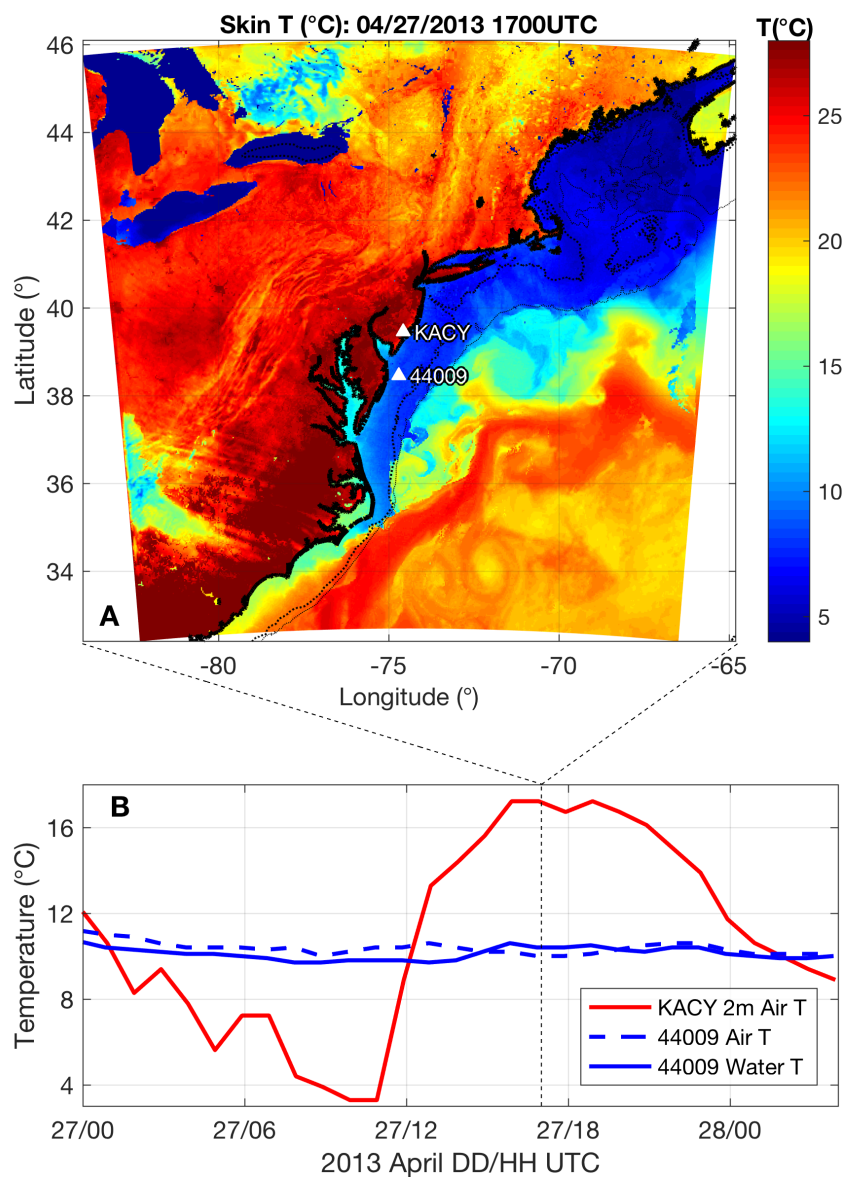 Skin T (°C): 04/27/2013 1700UTC
T(°C)
46
44
42
40
38
36
34
Latitude (°)
KACY
44009
A
-80
-75
-70
-65
Longitude (°)
25
20
15
10
5
B
16
12
8
4
Temperature (°C)
KACY 2m Air T
44009 Air T
44009 Water T
27/00
27/06
27/12
27/18
28/00
2013 April DD/HH UTC